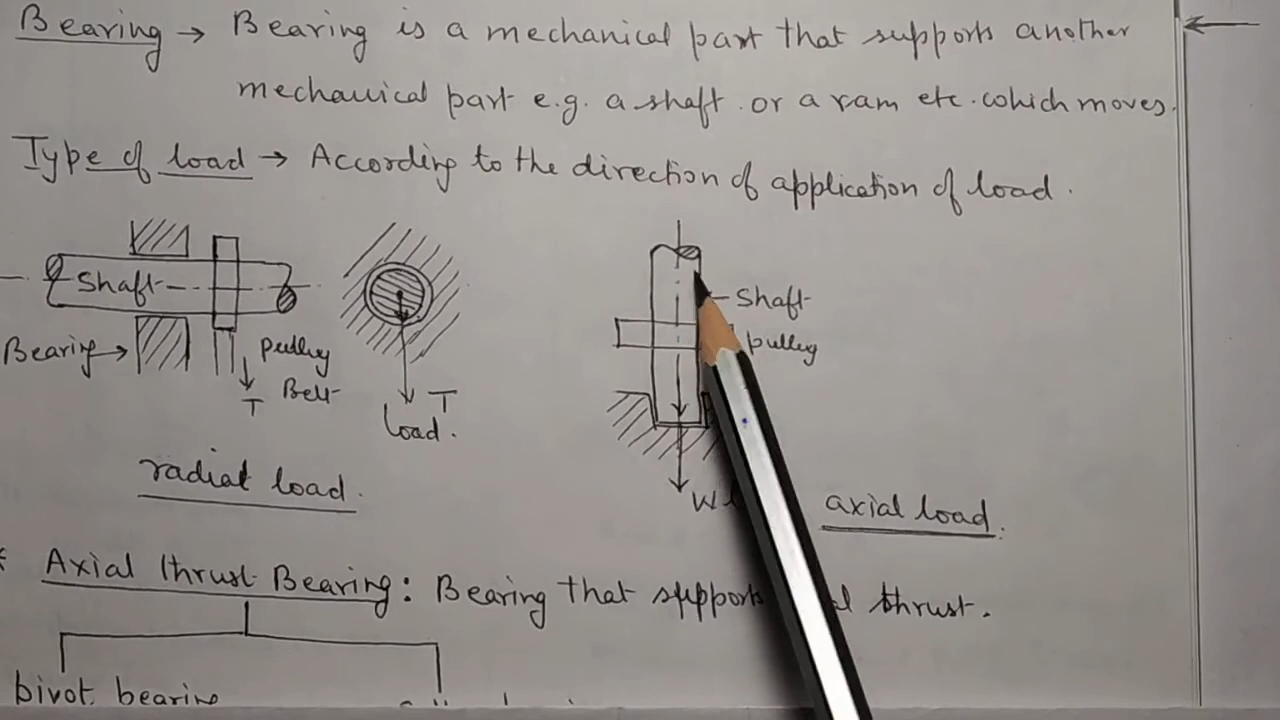 Bearing → Bearing is a mechanical part that supports another
mechanical part e.g. a shaft or a ram etc. which moves.
Type of load → According to the direction of application of load.
Shaft
Bearing →
pulley
Belt
T
T
load.
radial load.
Shaft
pulley
W
axial load.
Axial thrust Bearing: Bearing that supports thrust.
pivot bearing